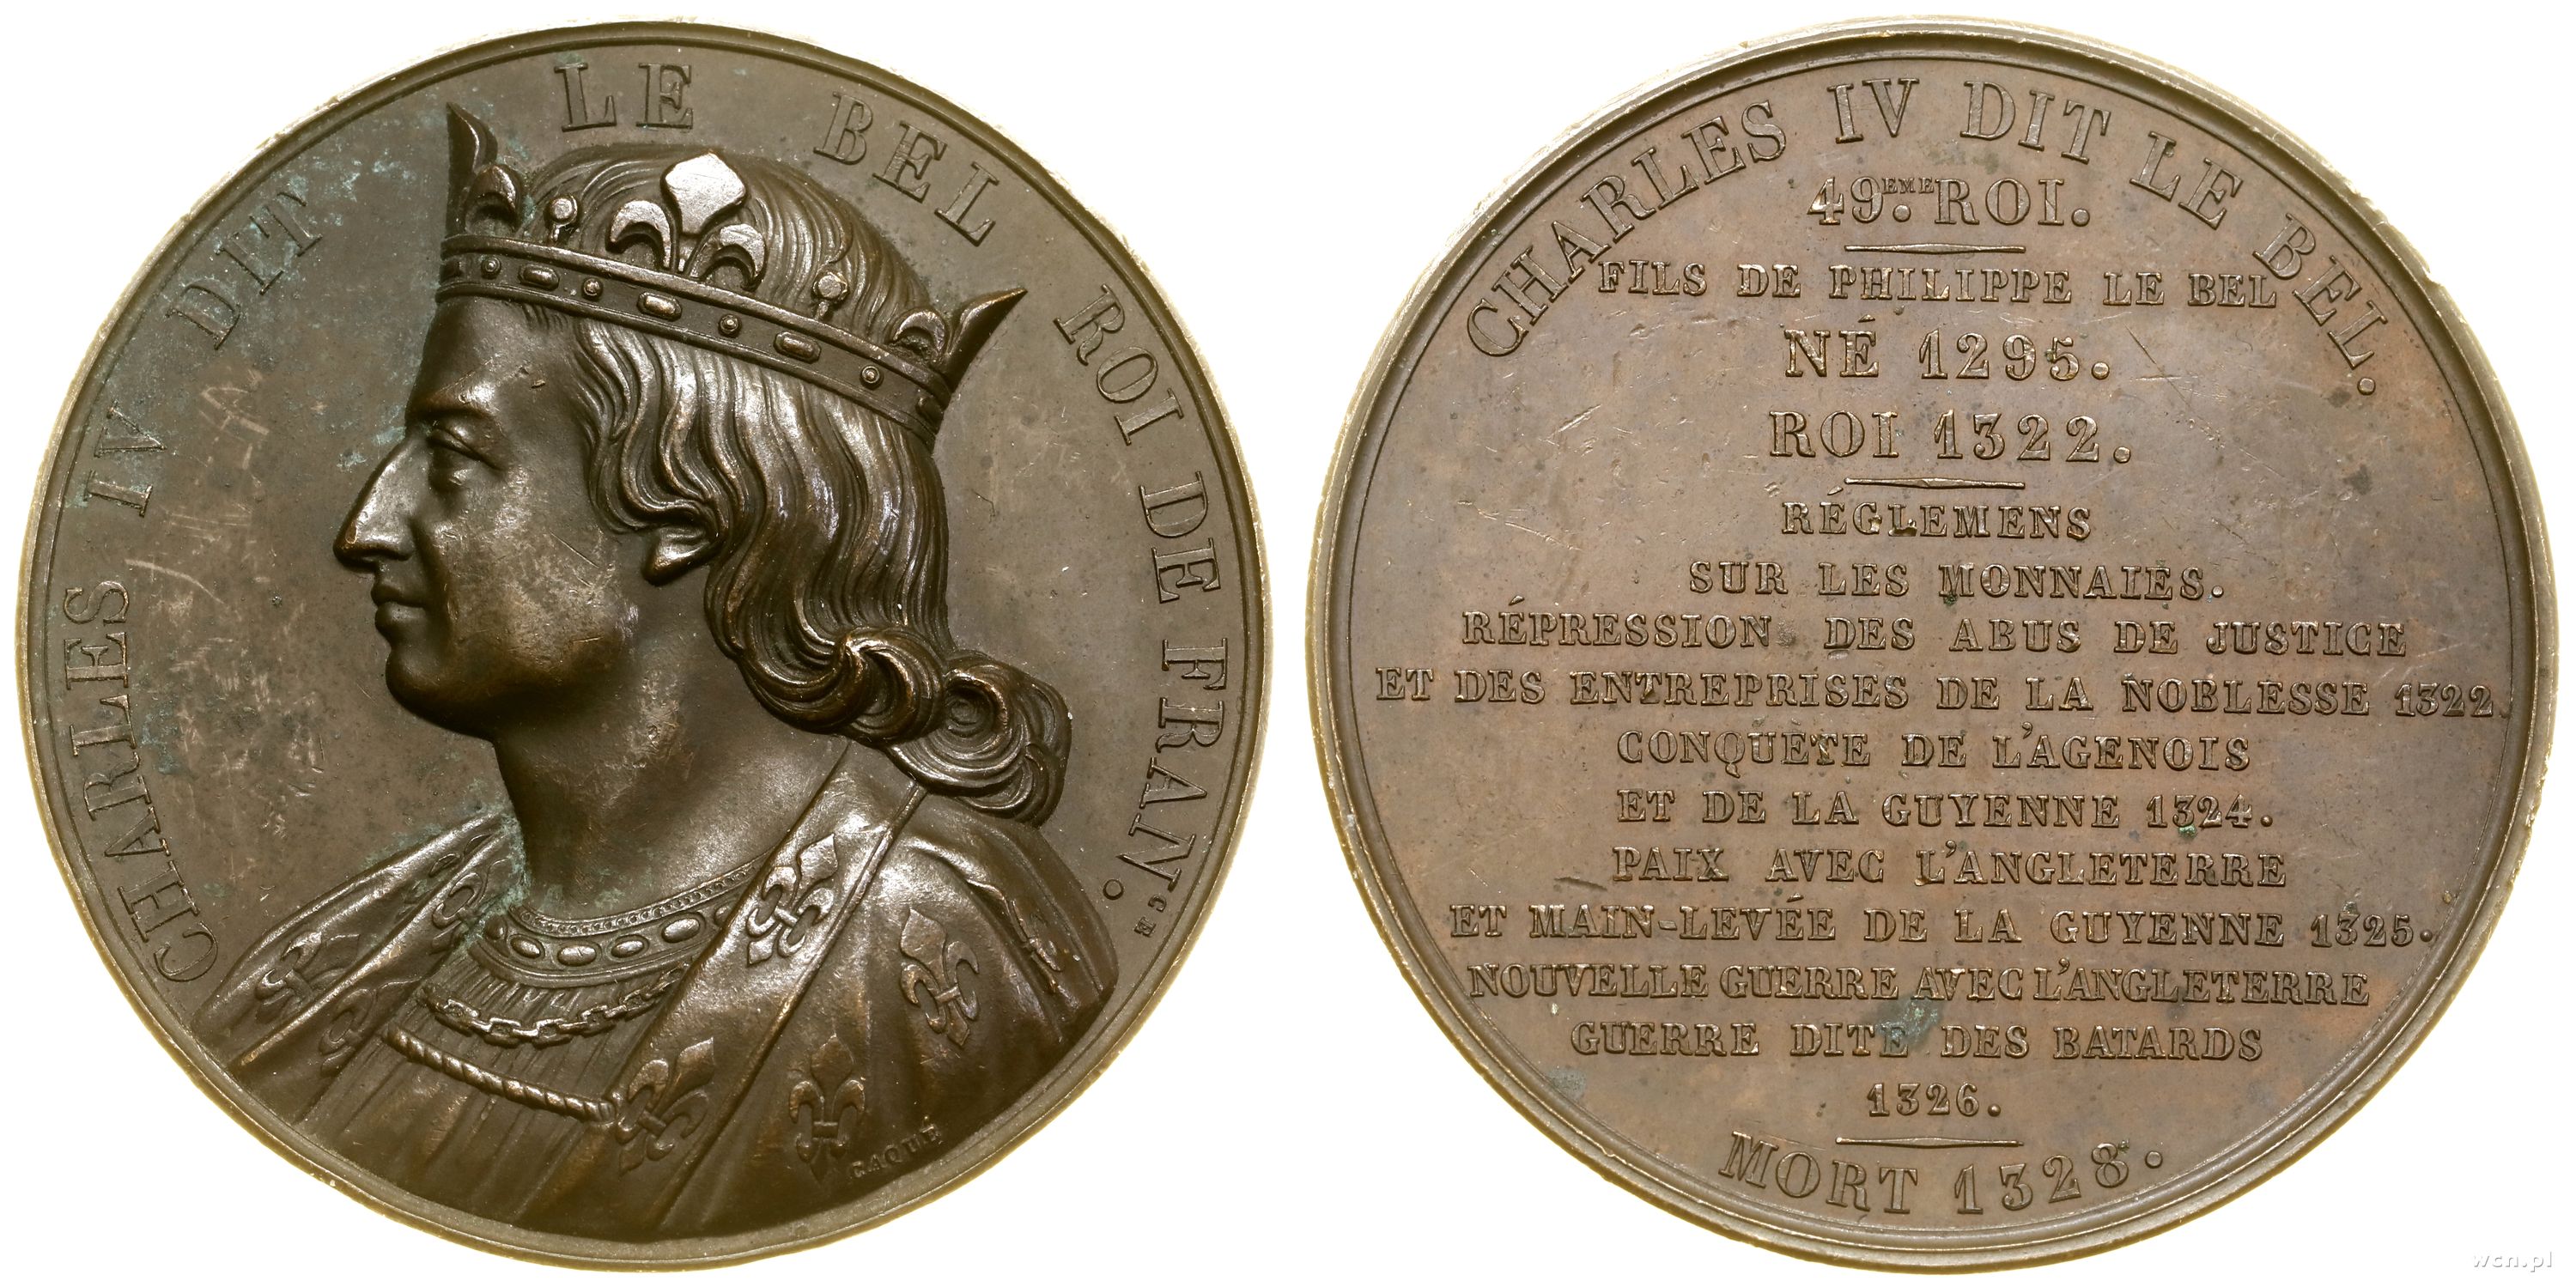 CHARLES IV DIT LE BEL ROI DE FRAN.CE
CAQUÉ
CHARLES IV DIT LE BEL.
49.EME ROI.
FILS DE PHILIPPE LE BEL
NÉ 1295.
ROI 1322.
RÉGLEMENS
SUR LES MONNAIES.
RÉPRESSION DES ABUS DE JUSTICE
ET DES ENTREPRISES DE LA NOBLESSE 1322.
CONQUÊTE DE L'AGENOIS
ET DE LA GUYENNE 1324.
PAIX AVEC L'ANGLETERRE
ET MAIN-LEVÉE DE LA GUYENNE 1325.
NOUVELLE GUERRE AVEC L'ANGLETERRE
GUERRE DITE DES BATARDS
1326.
MORT 1328.
wcn.pl